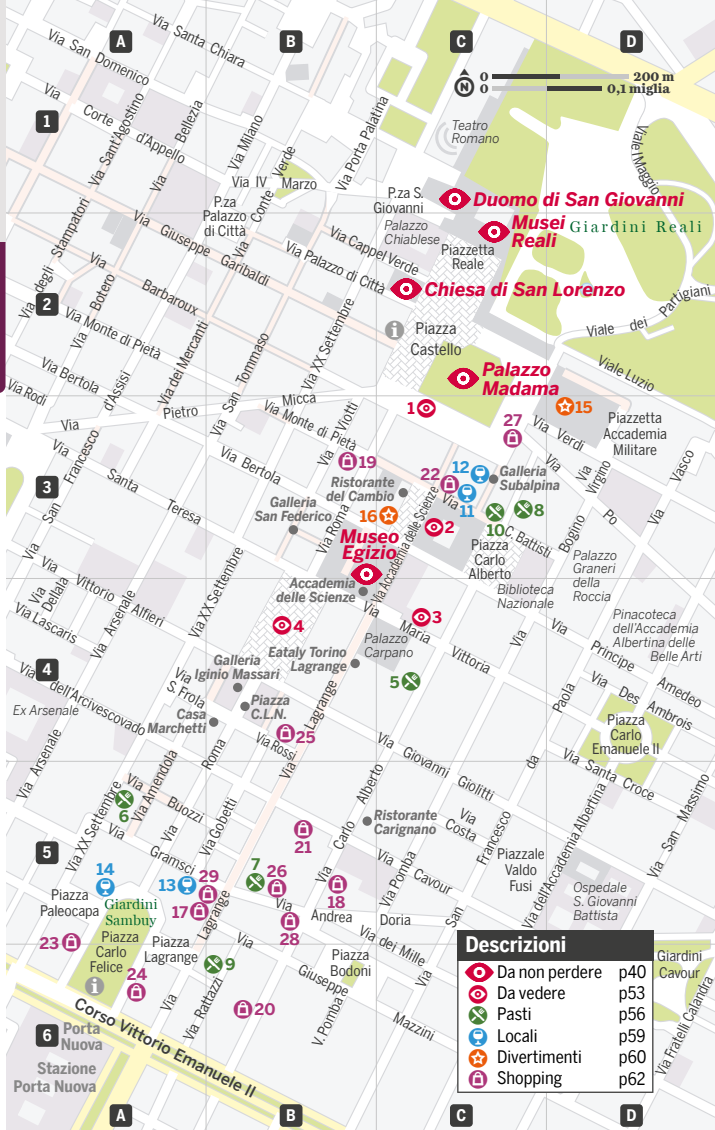 A
B
C
D
Via Santa Chiara
Via San Domenico
0 200 m
N
0 0,1 miglia
1
Via Corte d'Appello
Via Sant'Agostino
Via Bellezia
Via Milano
Via Porta Palatina
Teatro
Romano
Viale I Maggio
Via IV Marzo
Via Conte Verde
P.za S.
Giovanni
Duomo di San Giovanni
P.za
Palazzo
di Città
Palazzo
Chiablese
Musei
Reali
Giardini Reali
Piazzetta
Reale
Via degli Stampatori
Via Giuseppe Garibaldi
Via Cappel Verde
Via Palazzo di Città
Chiesa di San Lorenzo
2
Via Botero
Via Barbaroux
Via dei Mercanti
Via San Tommaso
Via XX Settembre
i
Piazza
Castello
Viale dei Partigiani
Via Monte di Pietà
Palazzo
Madama
Viale Luzio
Via Bertola
Via Rodi
Via San Francesco d'Assisi
Via Pietro Micca
Via Monte di Pietà
Via Viotti
1
15
27
Via Verdi
Piazzetta
Accademia
Militare
Via Virgino
Via Vasco
19
12
22
11
Galleria
Subalpina
3
Via Santa Teresa
Via Bertola
Ristorante
del Cambio
16
Galleria
San Federico
Via Roma
Via Accademia delle Scienze
2
10
8
Via C. Battisti
Via Bogino
Via Po
Piazza
Carlo
Alberto
Museo
Egizio
Palazzo
Graneri
della
Roccia
Biblioteca
Nazionale
Accademia
delle Scienze
Via Dellala
Via Vittorio Alfieri
Via Arsenale
Via XX Settembre
Via Lascaris
4
3
Via Maria Vittoria
Palazzo
Carpano
Pinacoteca
dell'Accademia
Albertina delle
Belle Arti
Via Principe Amedeo
4
Eataly Torino
Lagrange
Galleria
Iginio Massari
5
Via S. Frola
Piazza
C.L.N.
Casa
Marchetti
Via dell'Arcivescovado
Ex Arsenale
Via Arsenale
25
Via Rossi
Via Lagrange
Roma
Via Des Ambrois
Piazza
Carlo
Emanuele II
Paola
Via Giovanni Giolitti
Via Santa Croce
6
Via XX Settembre
Via Amendola
Via Buozzi
Via Gobetti
Via Gramsci
5
21
Via Carlo Alberto
Ristorante
Carignano
Via Costa
Via San Francesco da
Via San Massimo
Via dell'Accademia Albertina
Piazzale
Valdo
Fusi
Ospedale
S. Giovanni
Battista
14
13
29
17
7
26
18
28
Via Andrea Doria
Via Pomba
Via Cavour
Piazza
Paleocapa
Giardini
Sambuy
Lagrange
23
Piazza
Carlo
Felice
Piazza
Lagrange
9
24
i
Via Rattazzi
20
Via Giuseppe Mazzini
V. Pomba
Piazza
Bodoni
Via dei Mille
Corso Vittorio Emanuele II
6
Porta
Nuova
Stazione
Porta Nuova
Giardini
Cavour
Via Fratelli Calandra
Descrizioni
Da non perdere p40
Da vedere p53
Pasti p56
Locali p59
Divertimenti p60
Shopping p62
A
B
C
D